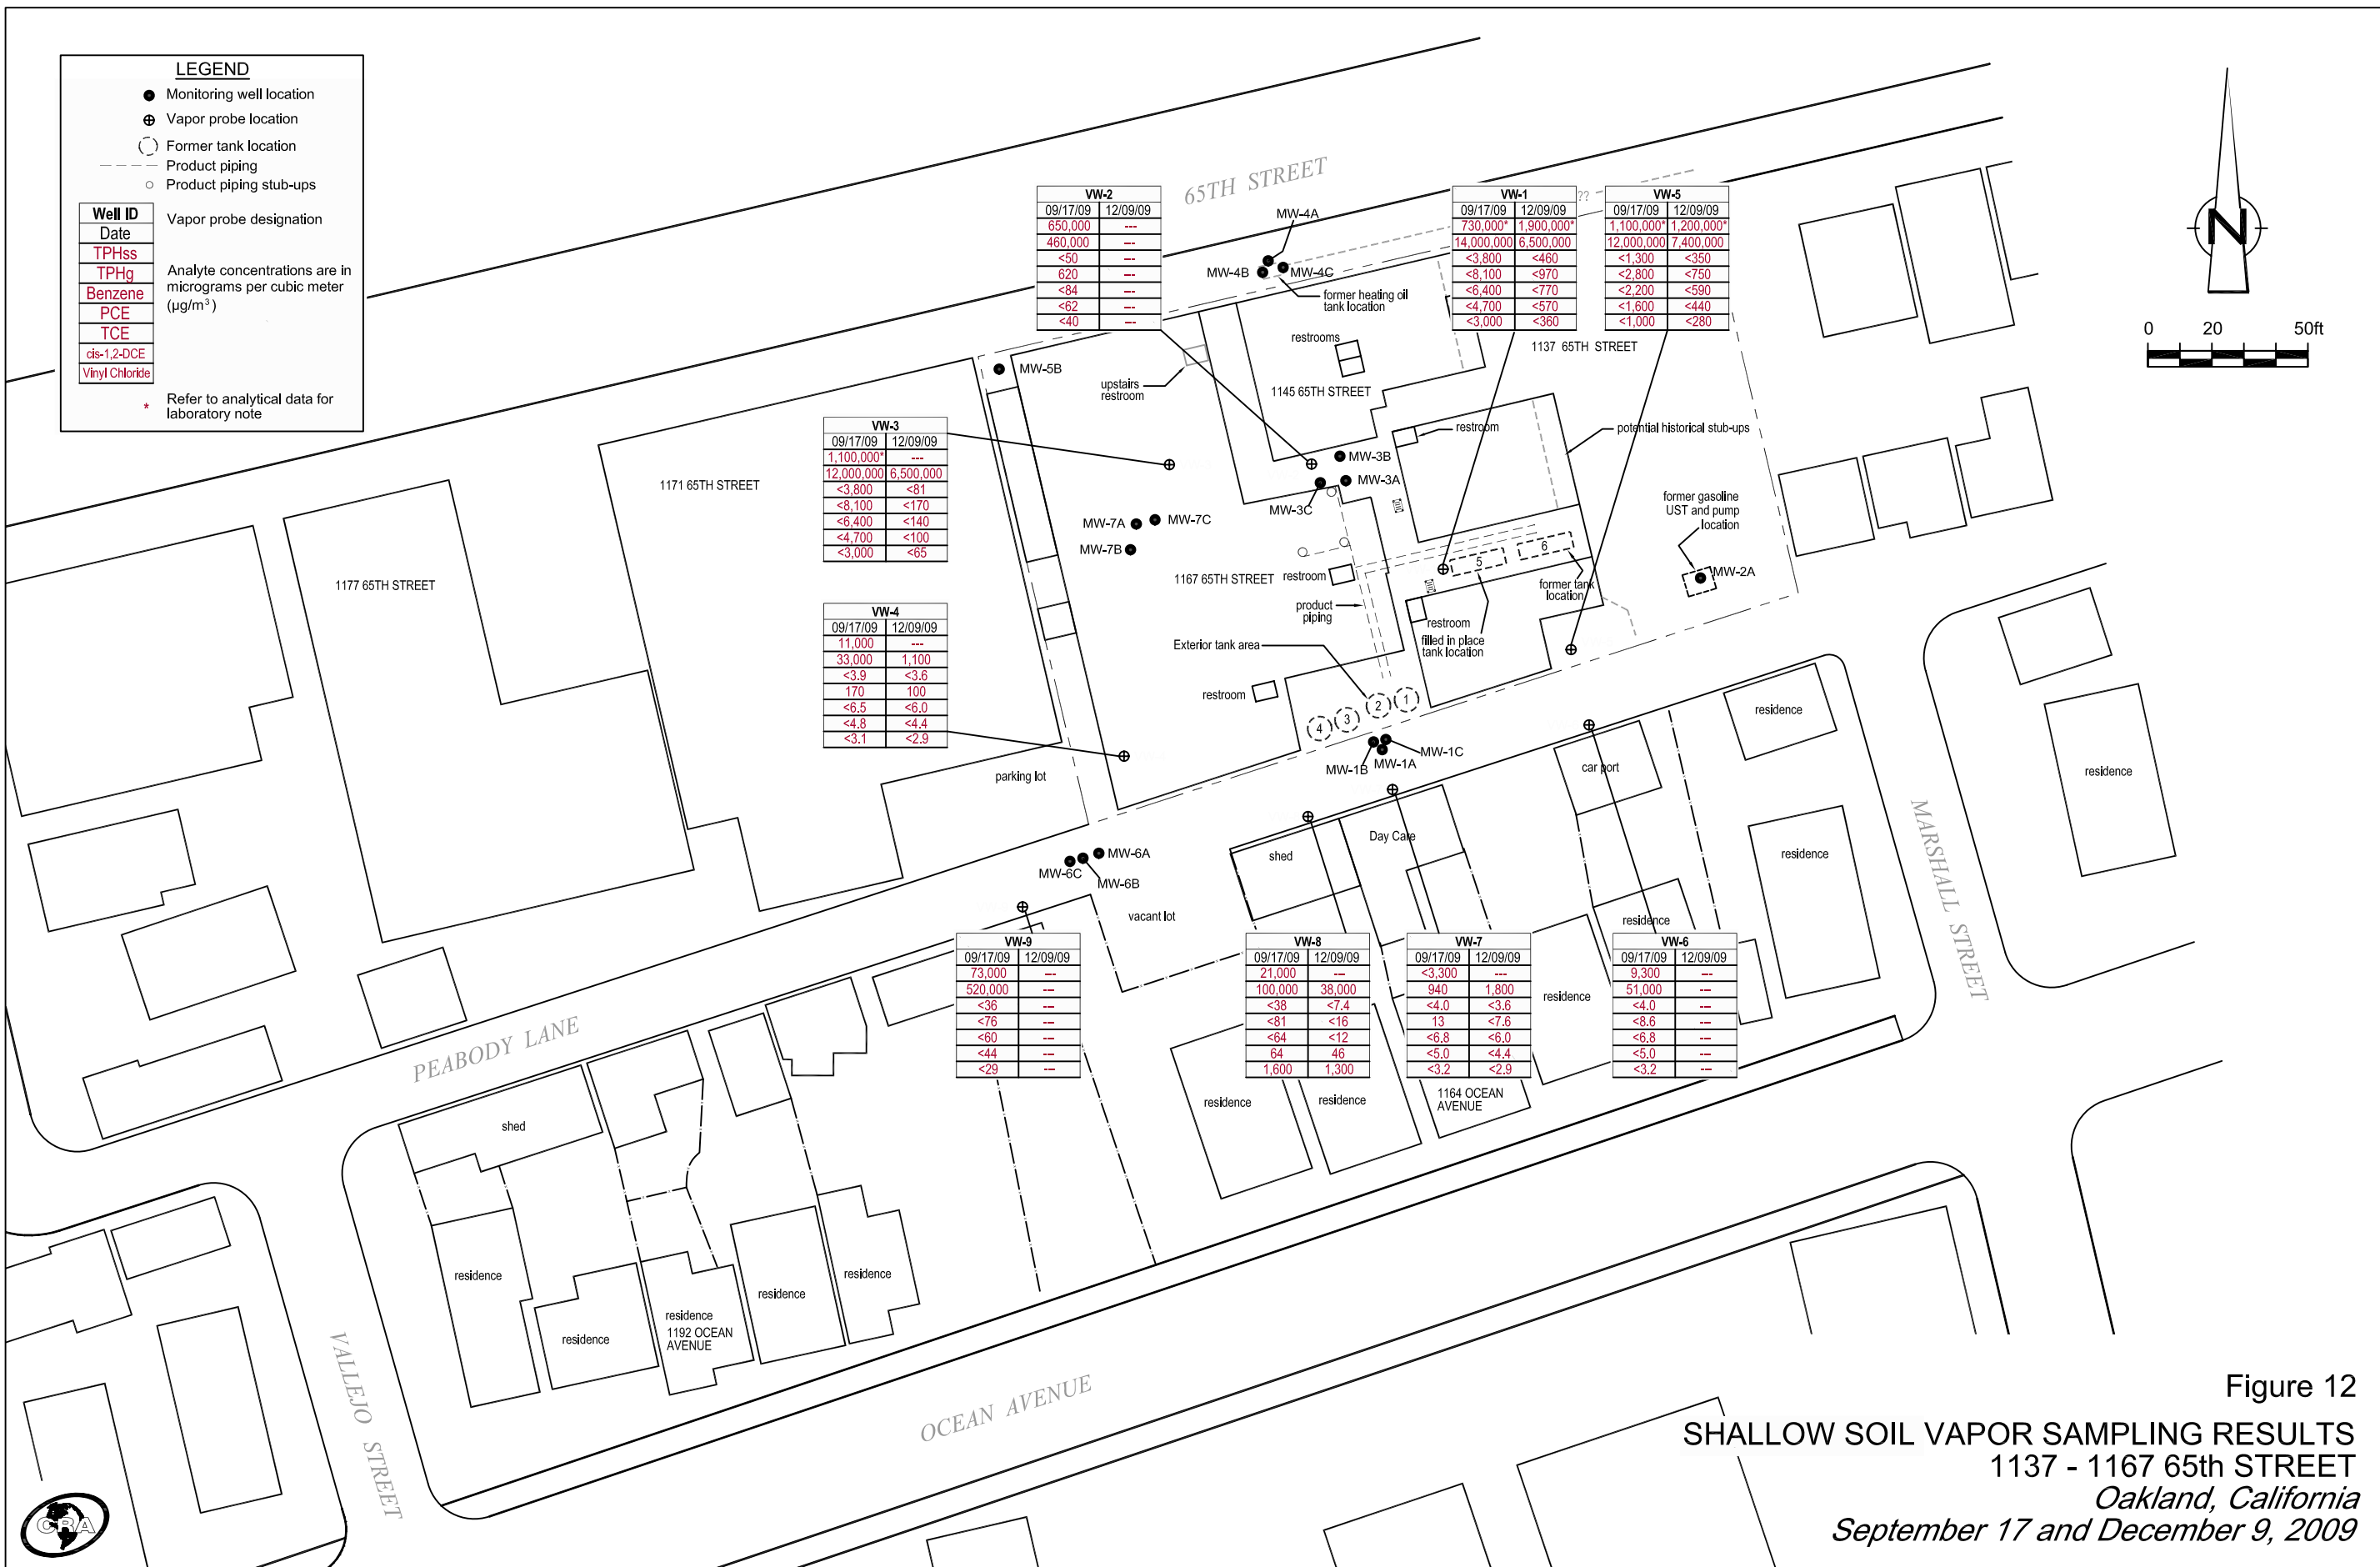 LEGEND
Monitoring well location
Vapor probe location
Former tank location
Product piping
Product piping stub-ups
Well ID
Vapor probe designation
Date
TPHss
TPHg
Benzene
PCE
TCE
cis-1,2-DCE
Vinyl Chloride
Analyte concentrations are in
micrograms per cubic meter
(µg/m³)
* Refer to analytical data for
laboratory note
65TH STREET
VW-2
09/17/09 12/09/09
650,000 ---
460,000 ---
<50 ---
620 ---
<84 ---
<62 ---
<40 ---
VW-1
09/17/09 12/09/09
730,000* 1,900,000*
14,000,000 6,500,000
<3,800 <460
<8,100 <970
<6,400 <770
<4,700 <570
<3,000 <360
??
VW-5
09/17/09 12/09/09
1,100,000* 1,200,000*
12,000,000 7,400,000
<1,300 <350
<2,800 <750
<2,200 <590
<1,600 <440
<1,000 <280
N
0 20 50ft
MW-4A
MW-4B
MW-4C
former heating oil
tank location
restrooms
1137 65TH STREET
MW-5B
upstairs
restroom
1145 65TH STREET
VW-3
09/17/09 12/09/09
1,100,000* ---
12,000,000 6,500,000
<3,800 <81
<8,100 <170
<6,400 <140
<4,700 <100
<3,000 <65
restroom
potential historical stub-ups
MW-3B
MW-3A
MW-3C
1171 65TH STREET
former gasoline
UST and pump
location
MW-7A
MW-7C
MW-7B
1177 65TH STREET
1167 65TH STREET
restroom
5
6
MW-2A
former tank
location
product
piping
restroom
filled in place
tank location
VW-4
09/17/09 12/09/09
11,000 ---
33,000 1,100
<3.9 <3.6
170 100
<6.5 <6.0
<4.8 <4.4
<3.1 <2.9
Exterior tank area
restroom
4
3
2
1
MW-1C
MW-1A
MW-1B
parking lot
residence
car port
residence
Day Care
shed
residence
MW-6A
MW-6C
MW-6B
vacant lot
residence
MARSHALL STREET
VW-9
09/17/09 12/09/09
73,000 ---
520,000 ---
<36 ---
<76 ---
<60 ---
<44 ---
<29 ---
VW-8
09/17/09 12/09/09
21,000 ---
100,000 38,000
<38 <7.4
<81 <16
<64 <12
64 46
1,600 1,300
VW-7
09/17/09 12/09/09
<3,300 ---
940 1,800
<4.0 <3.6
13 <7.6
<6.8 <6.0
<5.0 <4.4
<3.2 <2.9
residence
VW-6
09/17/09 12/09/09
9,300 ---
51,000 ---
<4.0 ---
<8.6 ---
<6.8 ---
<5.0 ---
<3.2 ---
PEABODY LANE
residence
residence
1164 OCEAN
AVENUE
shed
residence
residence
residence
1192 OCEAN
AVENUE
residence
residence
VALLEJO STREET
OCEAN AVENUE
CRA
Figure 12
SHALLOW SOIL VAPOR SAMPLING RESULTS
1137 - 1167 65th STREET
Oakland, California
September 17 and December 9, 2009